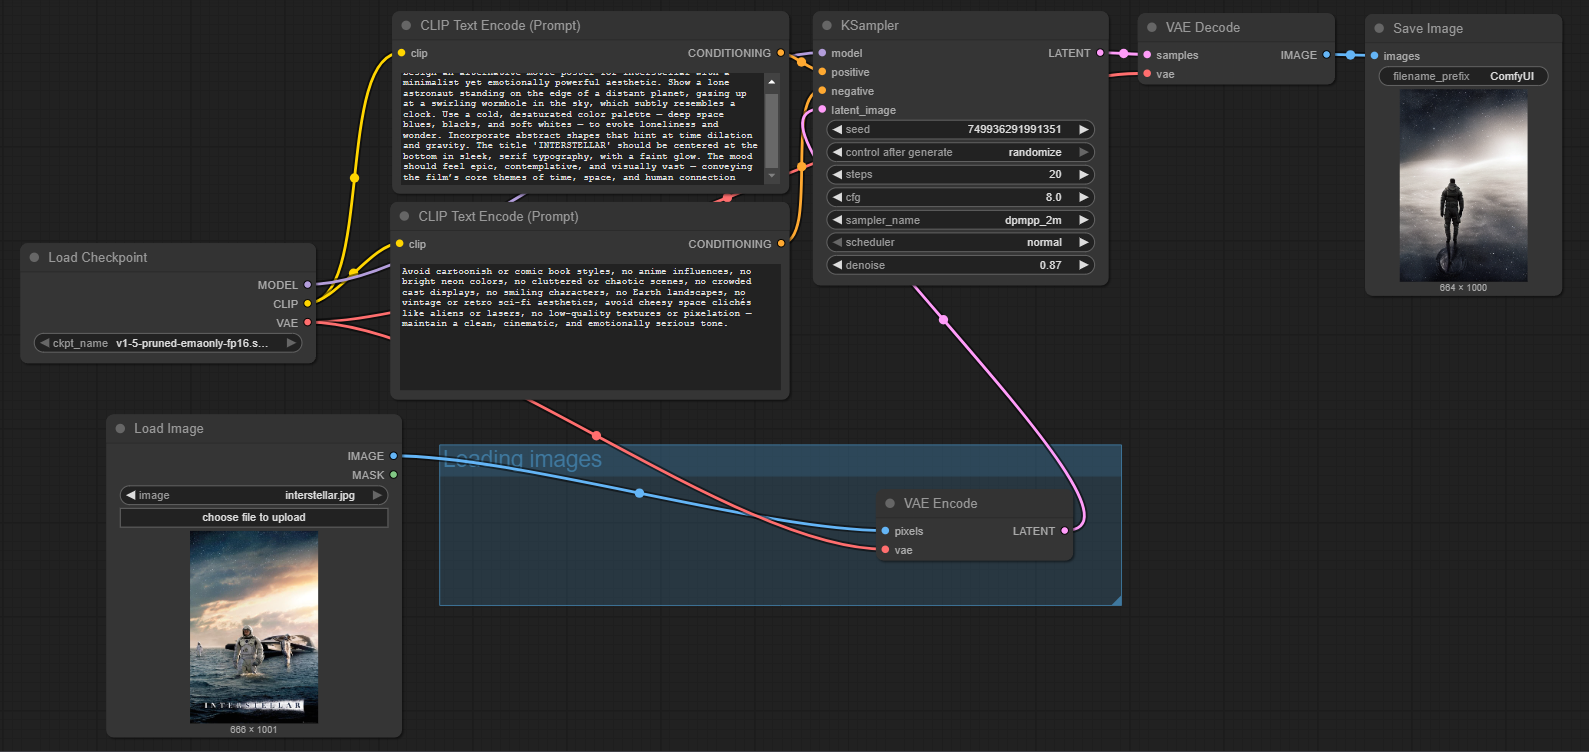 CLIP Text Encode (Prompt)
clip
CONDITIONING
Design an alternative movie poster for Interstellar with a
minimalist yet emotionally powerful aesthetic. Show a lone
astronaut standing on the edge of a distant planet, gazing up
at a swirling wormhole in the sky, which subtly resembles a
clock. Use a cold, desaturated color palette — deep space
blues, blacks, and soft whites — to evoke loneliness and
wonder. Incorporate abstract shapes that hint at time dilation
and gravity. The title 'INTERSTELLAR' should be centered at the
bottom in sleek, serif typography, with a faint glow. The mood
should feel epic, contemplative, and visually vast — conveying
the film's core themes of time, space, and human connection
KSampler
model
LATENT
positive
negative
latent_image
seed 749936291991351
control after generate randomize
steps 20
cfg 8.0
sampler_name dpmpp_2m
scheduler normal
denoise 0.87
VAE Decode
samples
IMAGE
vae
Save Image
images
filename_prefix ComfyUI
664 × 1000
CLIP Text Encode (Prompt)
clip
CONDITIONING
Avoid cartoonish or comic book styles, no anime influences, no
bright neon colors, no cluttered or chaotic scenes, no crowded
cast displays, no smiling characters, no Earth landscapes, no
vintage or retro sci-fi aesthetics, avoid cheesy space clichés
like aliens or lasers, no low-quality textures or pixelation —
maintain a clean, cinematic, and emotionally serious tone.
Load Checkpoint
MODEL
CLIP
VAE
ckpt_name v1-5-pruned-emaonly-fp16.s...
Load Image
IMAGE
MASK
image interstellar.jpg
choose file to upload
INTERSTELLAR
666 × 1001
Loading images
VAE Encode
pixels
LATENT
vae